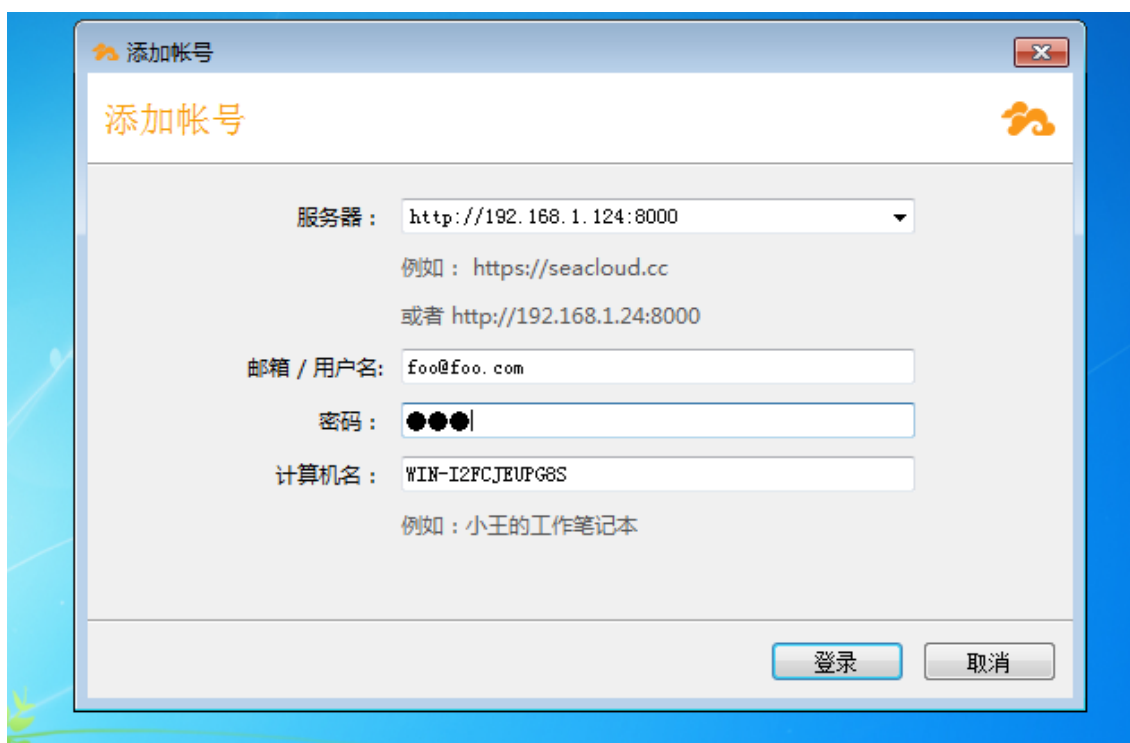 添加帐号
添加帐号
服务器： http://192.168.1.124:8000
例如： https://seacloud.cc
或者 http://192.168.1.24:8000
邮箱 / 用户名: foo@foo.com
密码： ●●●
计算机名： WIN-I2FCJEUPG8S
例如：小王的工作笔记本
登录 取消